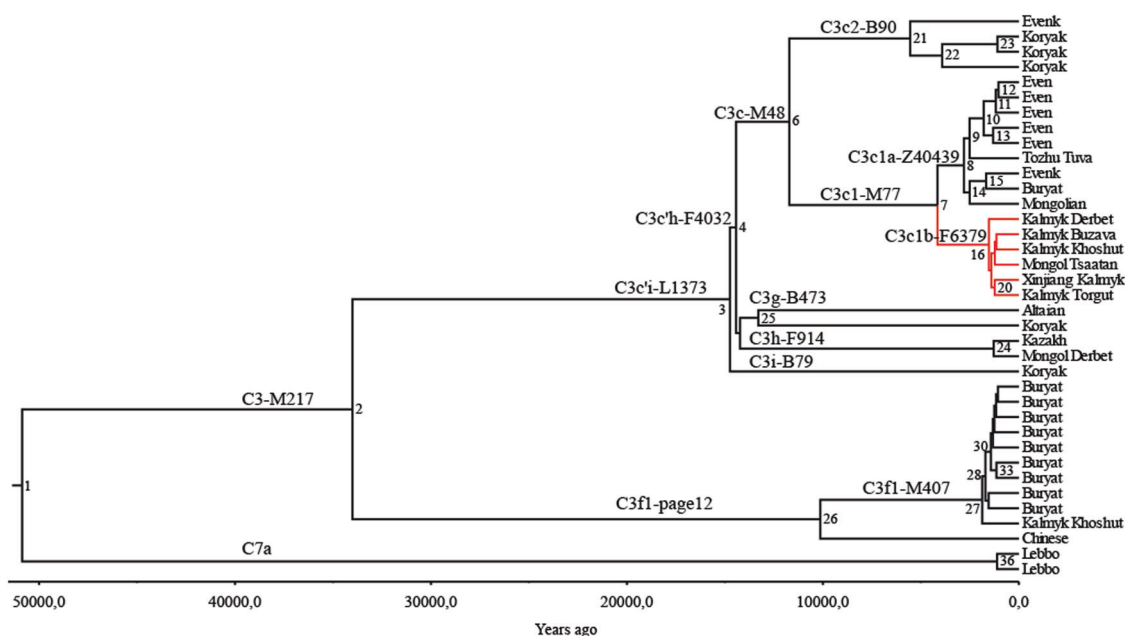 Evenk
C3c2-B90
21
Koryak
23
Koryak
22
Koryak
Even
12
Even
11
C3c-M48
6
Even
10
Even
9
13
Even
C3c1a-Z40439
Tozhu Tuva
8
Evenk
15
C3c1-M77
14
Buryat
7
Mongolian
C3c'h-F4032
4
Kalmyk Derbet
C3c1b-F6379
Kalmyk Buzava
16
Kalmyk Khoshut
Mongol Tsaatan
Xinjiang Kalmyk
C3c'i-L1373
20
C3g-B473
Kalmyk Torgut
3
Altaian
25
Koryak
C3h-F914
Kazakh
24
Mongol Derbet
C3i-B79
Koryak
Buryat
C3-M217
2
Buryat
Buryat
Buryat
30
Buryat
Buryat
33
28
Buryat
1
C3f1-M407
Buryat
C3f1-page12
27
Buryat
26
Kalmyk Khoshut
Chinese
C7a
Lebbo
36
Lebbo
50000,0 40000,0 30000,0 20000,0 10000,0 0,0
Years ago